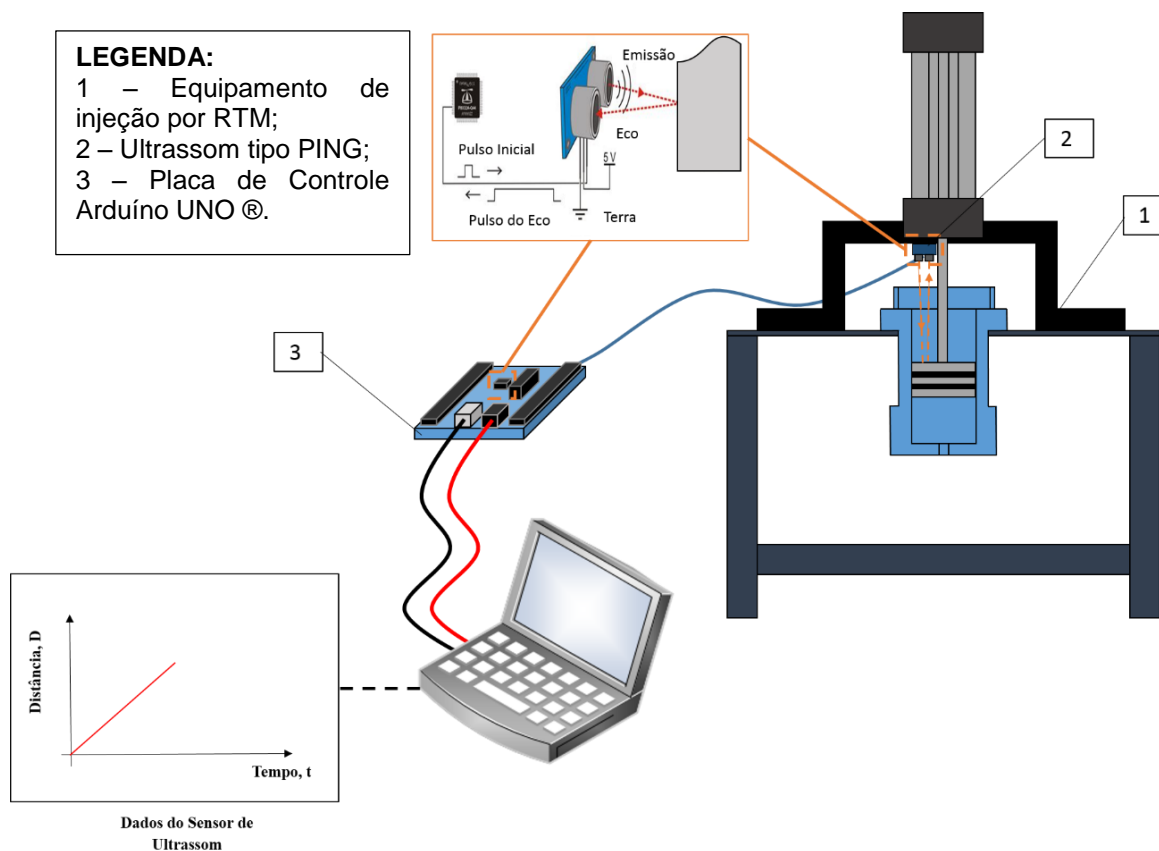 LEGENDA:
1 – Equipamento de
injeção por RTM;
2 – Ultrassom tipo PING;
3 – Placa de Controle
Arduíno UNO ®.
Emissão
Eco
Pulso Inicial
5 V
Pulso do Eco
Terra
2
1
3
Distância, D
Tempo, t
Dados do Sensor de
Ultrassom